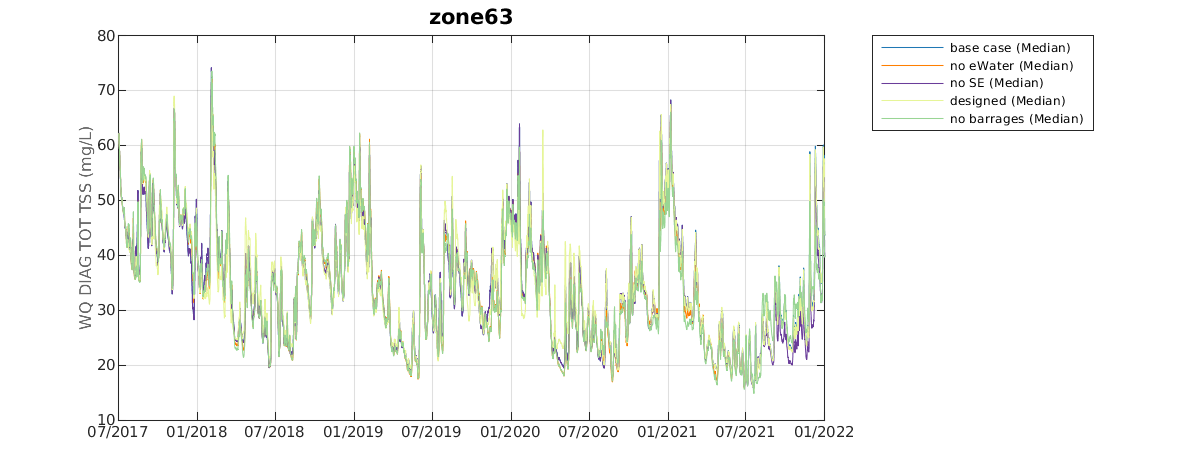 zone63
80
70
60
50
40
30
20
10
WQ DIAG TOT TSS (mg/L)
07/2017 01/2018 07/2018 01/2019 07/2019 01/2020 07/2020 01/2021 07/2021 01/2022
base case (Median)
no eWater (Median)
no SE (Median)
designed (Median)
no barrages (Median)